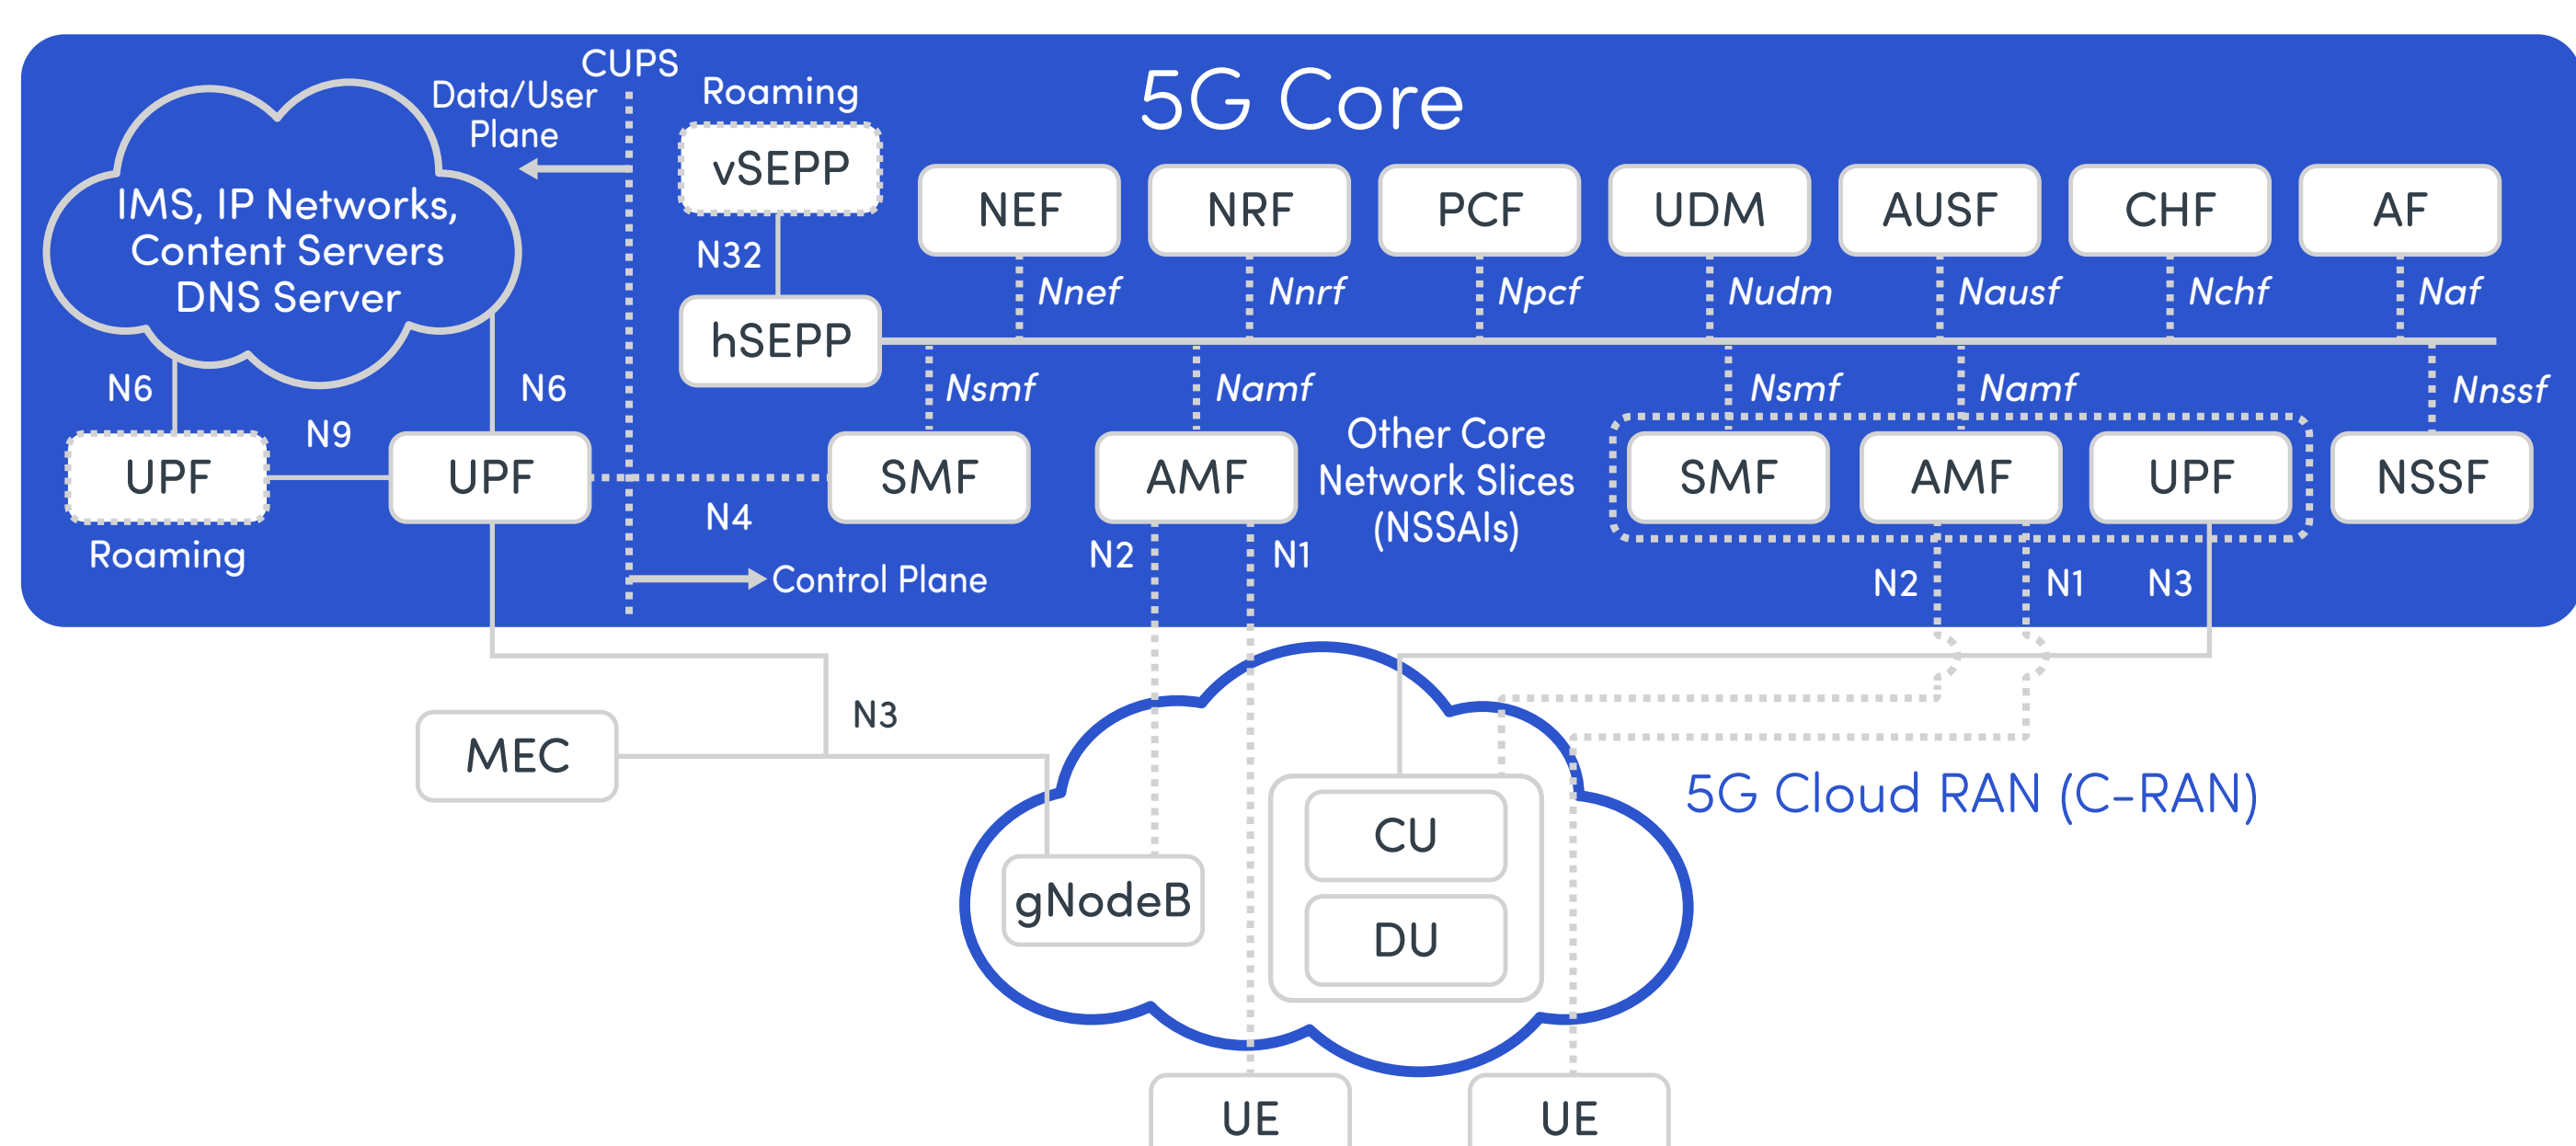 CUPS
5G Core
Data/User
Plane
Roaming
vSEPP
IMS, IP Networks,
Content Servers
DNS Server
NEF
NRF
PCF
UDM
AUSF
CHF
AF
N32
Nnef
Nnrf
Npcf
Nudm
Nausf
Nchf
Naf
hSEPP
N6
N6
Nsmf
Namf
Nsmf
Namf
Nnssf
N9
Other Core
Network Slices
(NSSAIs)
UPF
UPF
SMF
AMF
SMF
AMF
UPF
NSSF
N4
Roaming
Control Plane
N2
N1
N2
N1
N3
N3
MEC
5G Cloud RAN (C-RAN)
CU
gNodeB
DU
UE
UE